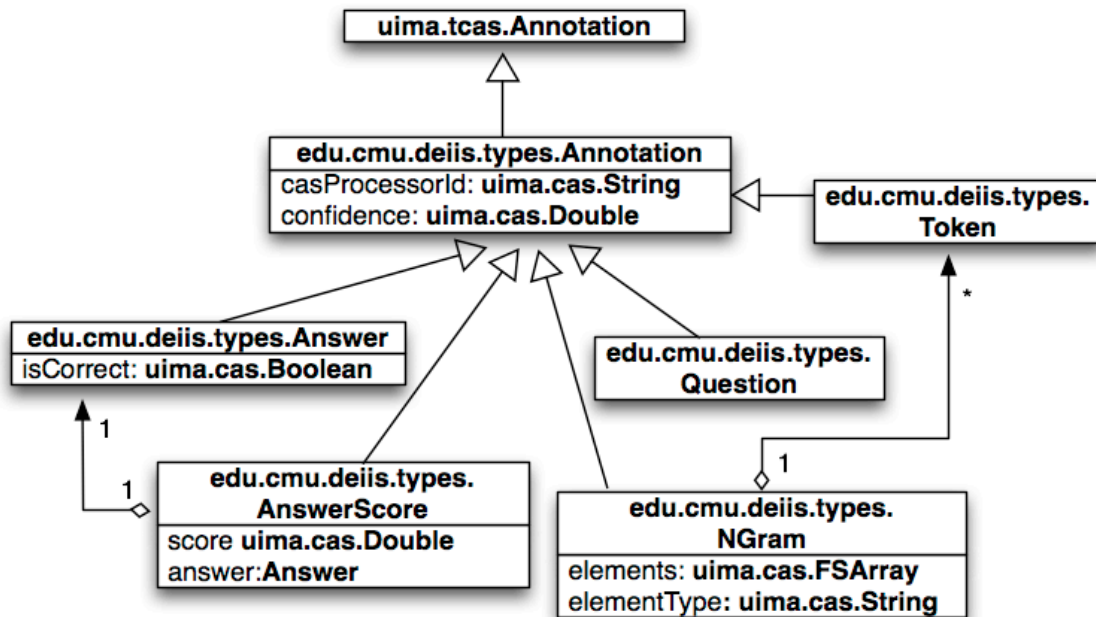 uima.tcas.Annotation
edu.cmu.deiis.types.Annotation
casProcessorId: uima.cas.String
confidence: uima.cas.Double
edu.cmu.deiis.types.
Token
*
edu.cmu.deiis.types.Answer
isCorrect: uima.cas.Boolean
edu.cmu.deiis.types.
Question
1
1
edu.cmu.deiis.types.
AnswerScore
score uima.cas.Double
answer:Answer
1
edu.cmu.deiis.types.
NGram
elements: uima.cas.FSArray
elementType: uima.cas.String